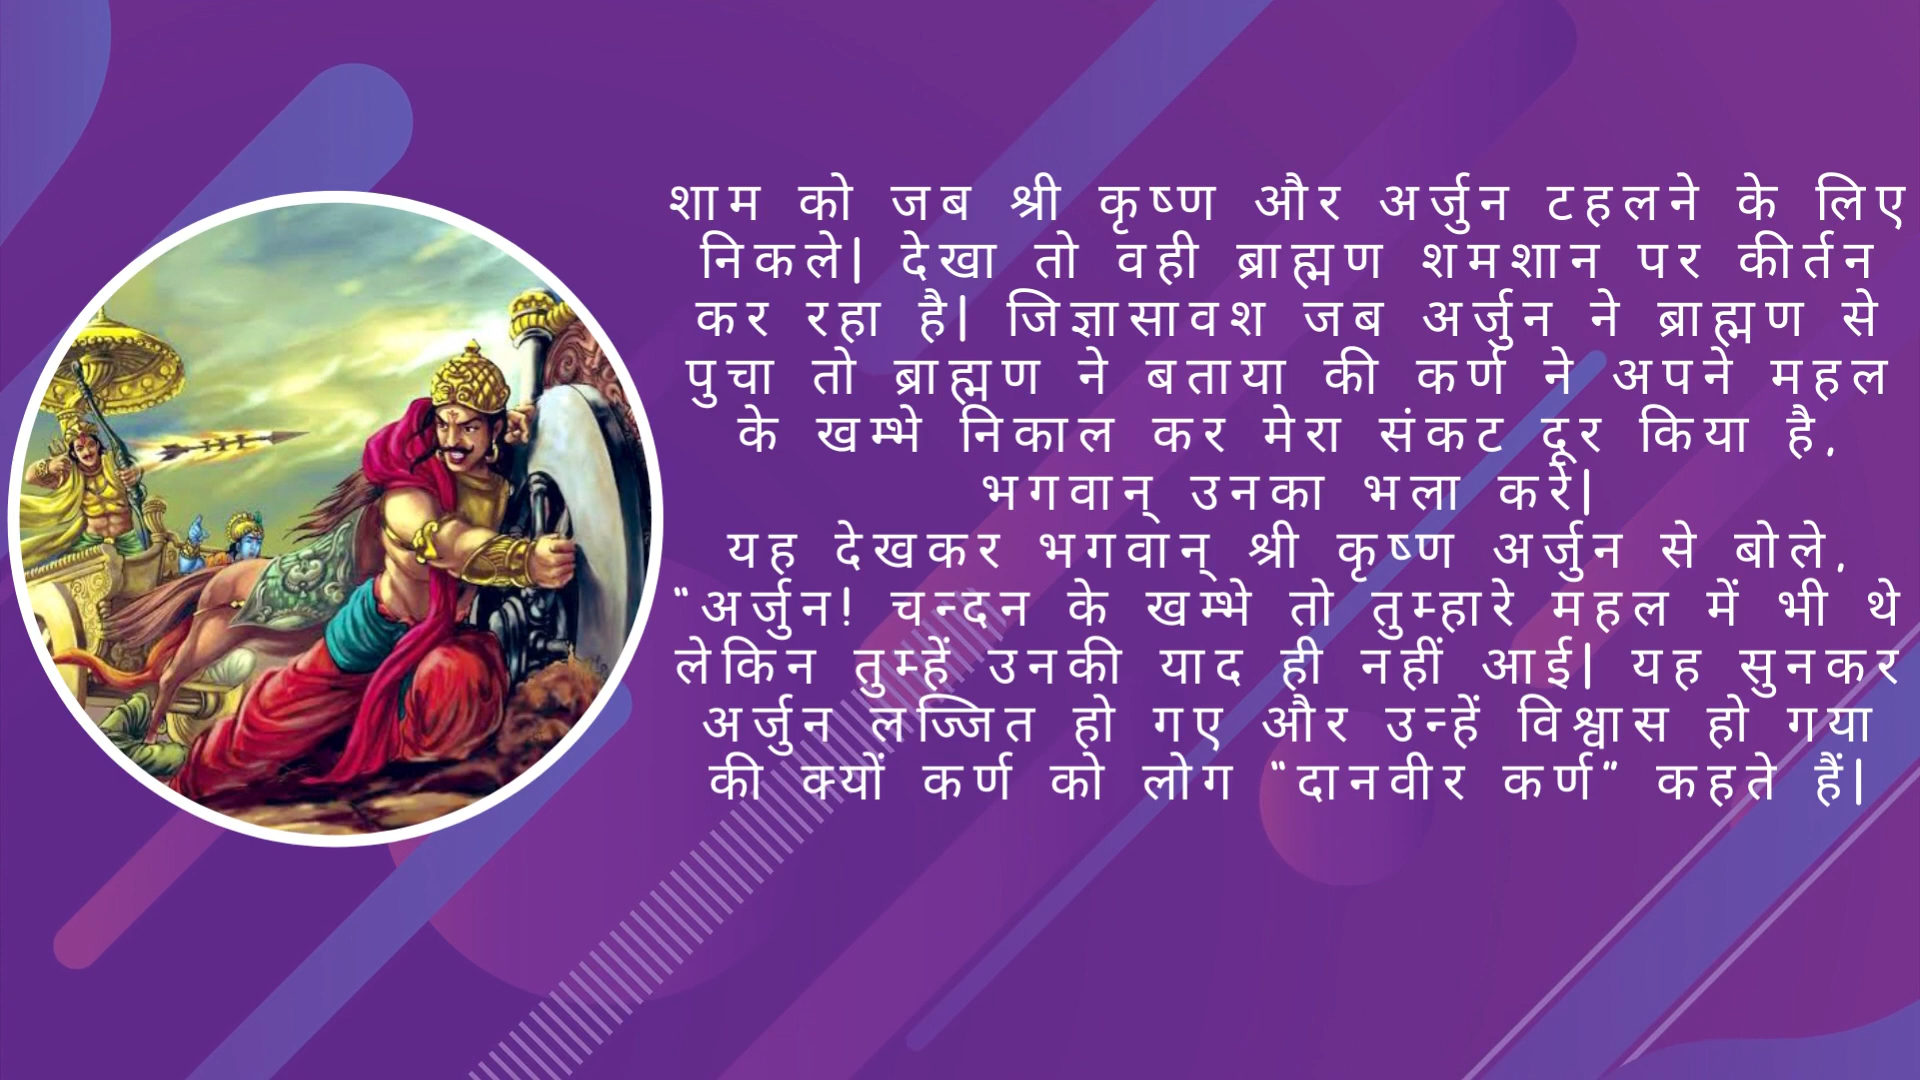 शाम को जब श्री कृष्ण और अर्जुन टहलने के लिए
निकले| देखा तो वही ब्राह्मण शमशान पर कीर्तन
कर रहा है| जिज्ञासावश जब अर्जुन ने ब्राह्मण से
पुचा तो ब्राह्मण ने बताया की कर्ण ने अपने महल
के खम्भे निकाल कर मेरा संकट दूर किया है,
भगवान् उनका भला करे|
यह देखकर भगवान् श्री कृष्ण अर्जुन से बोले,
“अर्जुन! चन्दन के खम्भे तो तुम्हारे महल में भी थे
लेकिन तुम्हें उनकी याद ही नहीं आई| यह सुनकर
अर्जुन लज्जित हो गए और उन्हें विश्वास हो गया
की क्यों कर्ण को लोग “दानवीर कर्ण” कहते हैं|